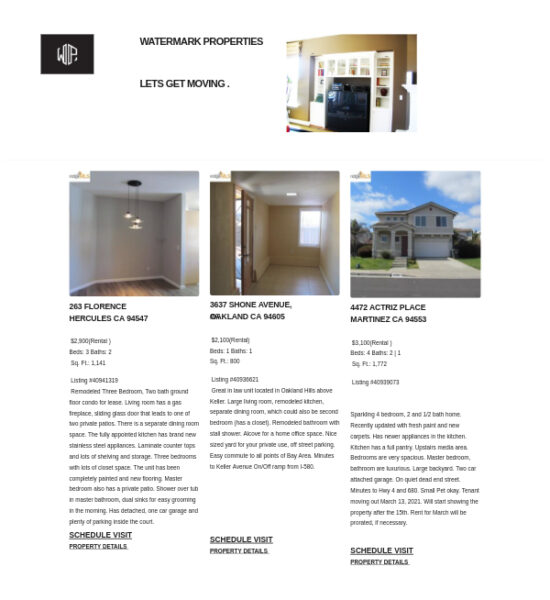 WATERMARK PROPERTIES
LETS GET MOVING .
263 FLORENCE
HERCULES CA 94547
$2,900(Rental )
Beds: 3 Baths: 2
Sq. Ft.: 1,141
Listing #40941319
Remodeled Three Bedroom, Two bath ground
floor condo for lease. Living room has a gas
fireplace, sliding glass door that leads to one of
two private patios. There is a separate dining room
space. The fully appointed kitchen has brand new
stainless steel appliances. Laminate counter tops
and lots of shelving and storage. Three bedrooms
with lots of closet space. The unit has been
completely painted and new flooring. Master
bedroom also has a private patio. Shower over tub
in master bathroom, dual sinks for easy grooming
in the morning. Has detached, one car garage and
plenty of parking inside the court.
SCHEDULE VISIT
PROPERTY DETAILS
3637 SHONE AVENUE,
OAKLAND CA 94605
$2,100(Rental)
Beds: 1 Baths: 1
Sq. Ft.: 800
Listing #40936621
Great in law unit located in Oakland Hills above
Keller. Large living room, remodeled kitchen,
separate dining room, which could also be second
bedroom (has a closet). Remodeled bathroom with
stall shower. Alcove for a home office space. Nice
sized yard for your private use, off street parking.
Easy commute to all points of Bay Area. Minutes
to Keller Avenue On/Off ramp from I-580.
SCHEDULE VISIT
PROPERTY DETAILS
4472 ACTRIZ PLACE
MARTINEZ CA 94553
$3,100(Rental )
Beds: 4 Baths: 2 | 1
Sq. Ft.: 1,772
Listing #40939073
Sparkling 4 bedroom, 2 and 1/2 bath home.
Recently updated with fresh paint and new
carpets. Has newer appliances in the kitchen.
Kitchen has a full pantry. Upstairs media area.
Bedrooms are very spacious. Master bedroom,
bathroom are luxurious. Large backyard. Two car
attached garage. On quiet dead end street.
Minutes to Hwy 4 and 680. Small Pet okay. Tenant
moving out March 13, 2021. Will start showing the
property after the 15th. Rent for March will be
prorated, if necessary.
SCHEDULE VISIT
PROPERTY DETAILS